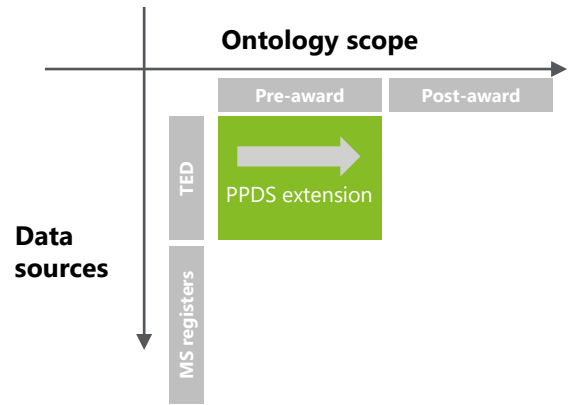 Ontology scope
Pre-award
Post-award
TED
PPDS extension
Data
sources
MS registers